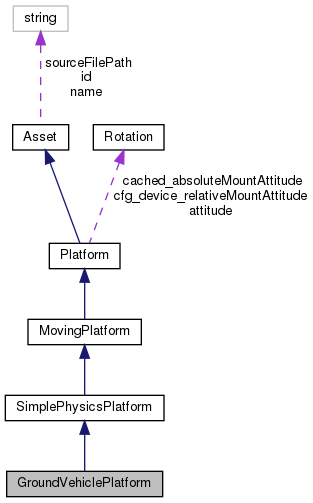 string
sourceFilePath
id
name
Asset
Rotation
cached_absoluteMountAttitude
cfg_device_relativeMountAttitude
attitude
Platform
MovingPlatform
SimplePhysicsPlatform
GroundVehiclePlatform